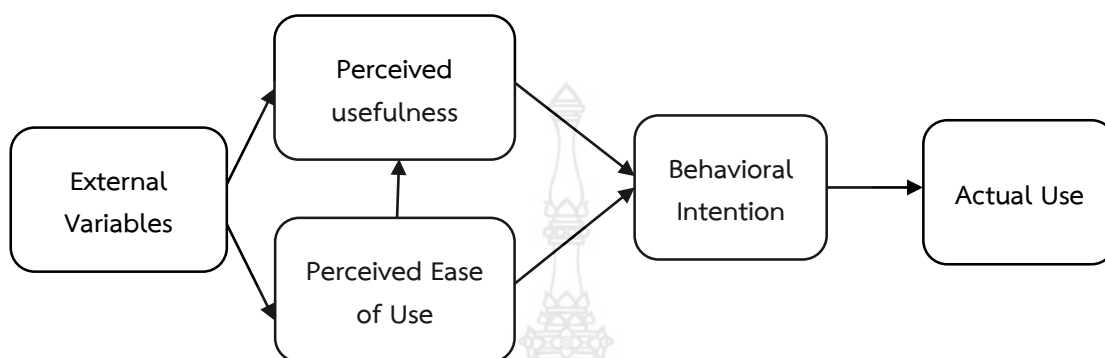 External
Variables
Perceived
usefulness
Perceived Ease
of Use
Behavioral
Intention
Actual Use